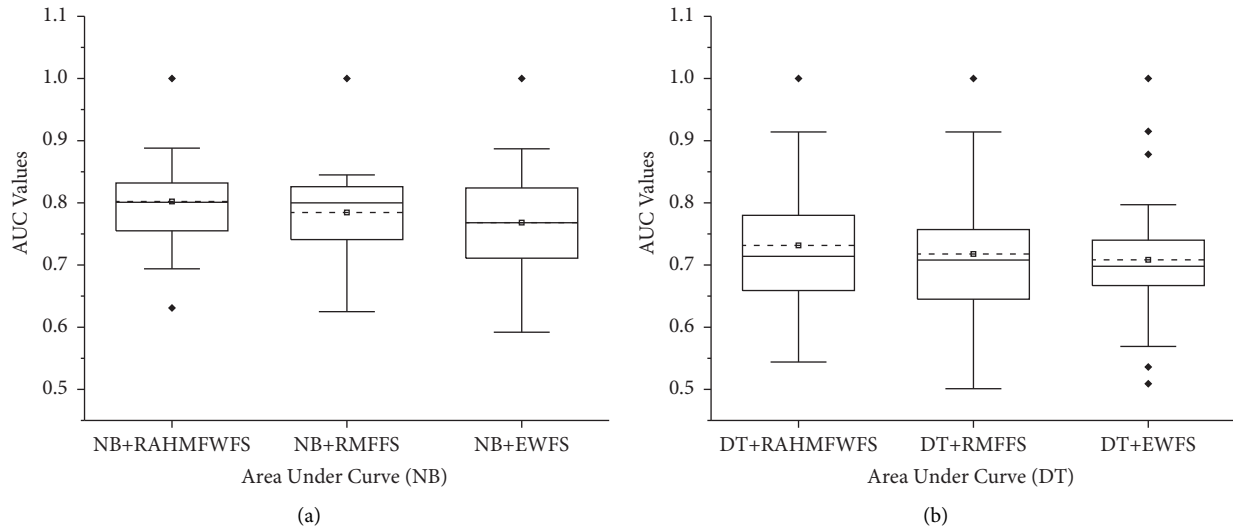 1.1
1.0
0.9
0.8
0.7
0.6
0.5
AUC Values
NB+RAHMFWFS NB+RMFFS NB+EWFS
Area Under Curve (NB)
(a)
1.1
1.0
0.9
0.8
0.7
0.6
0.5
AUC Values
DT+RAHMFWFS DT+RMFFS DT+EWFS
Area Under Curve (DT)
(b)